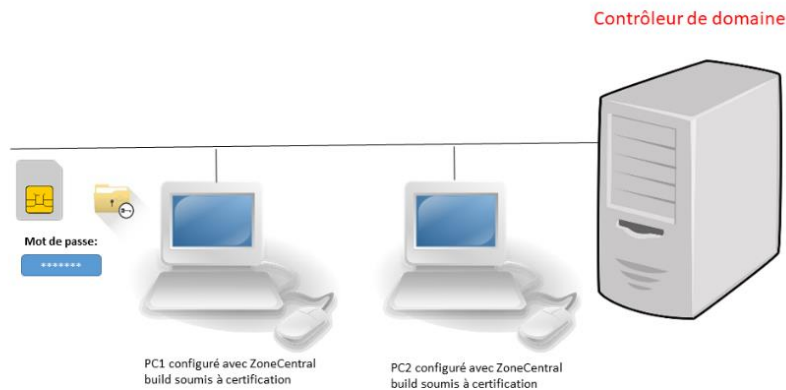 Contrôleur de domaine
Mot de passe:
*******
PC1 configuré avec ZoneCentral
build soumis à certification
PC2 configuré avec ZoneCentral
build soumis à certification